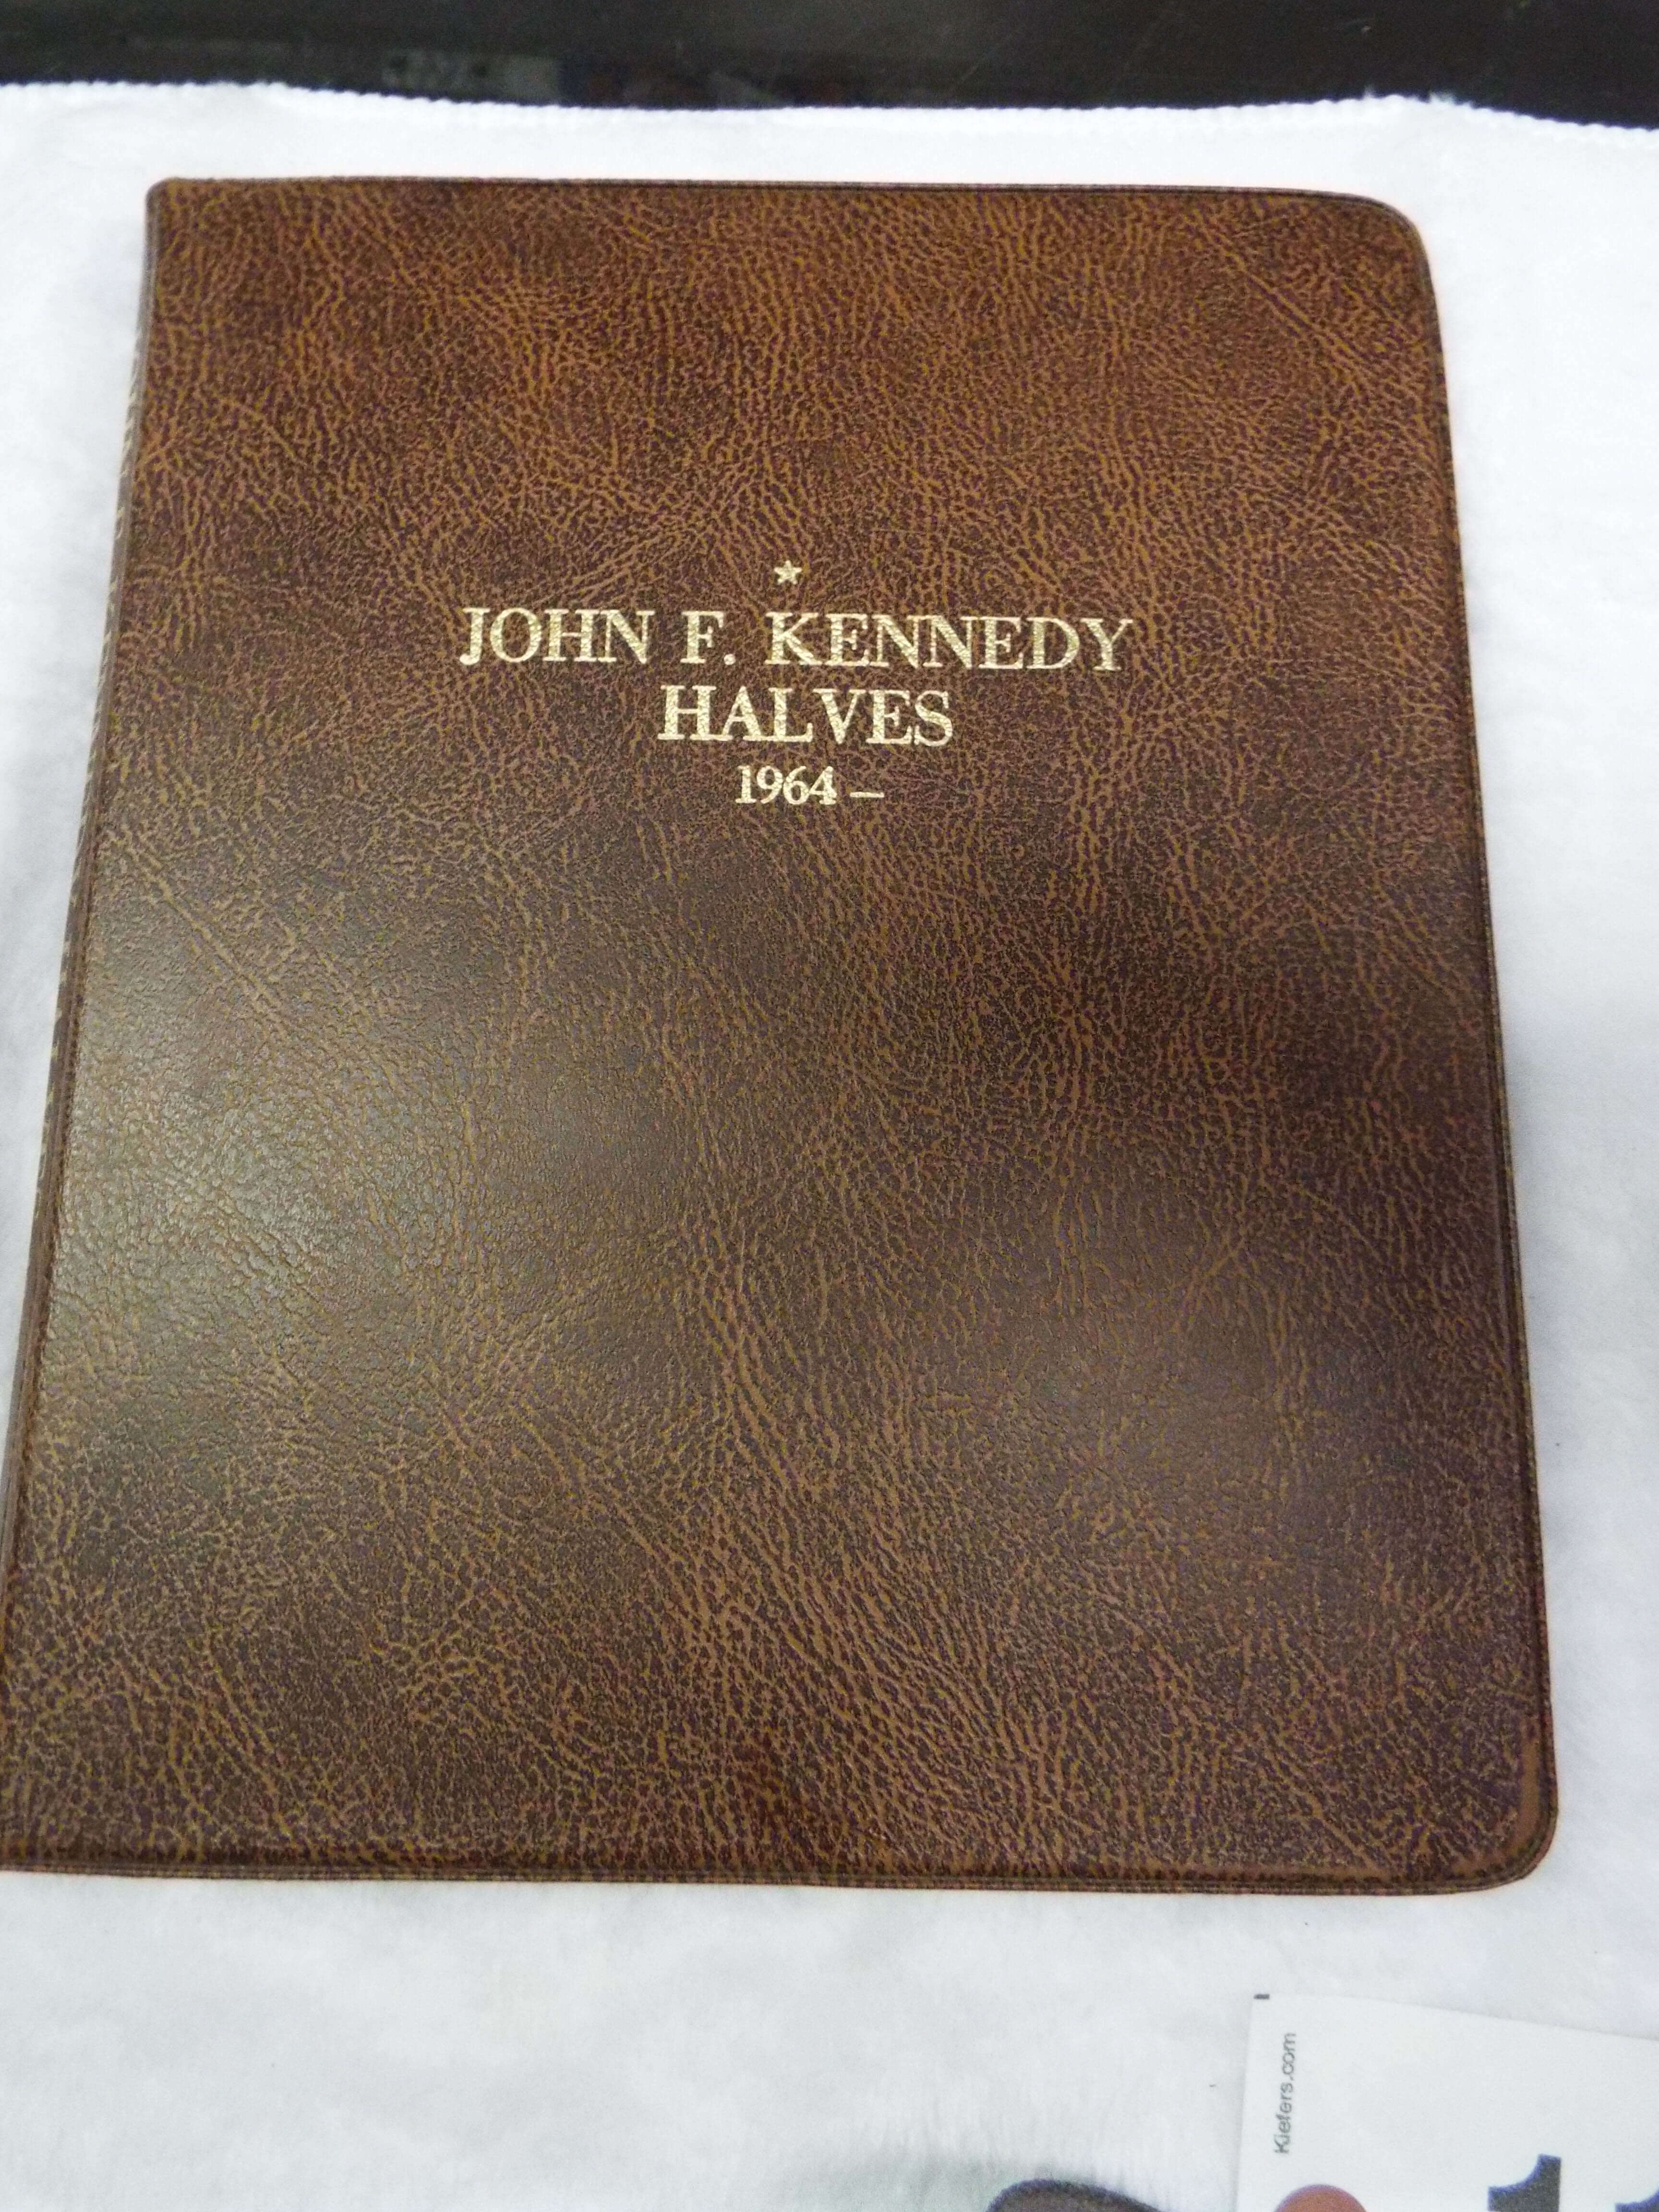 JOHN F. KENNEDY
HALVES
1964 –
Kiefers.com